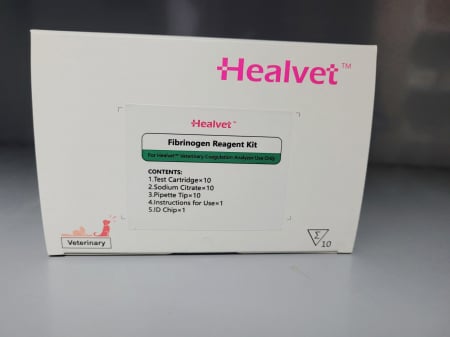 Healvet™
Healvet™
Fibrinogen Reagent Kit
For Healvet™ Veterinary Coagulation Analyzer Use Only
CONTENTS:
1.Test Cartridge×10
2.Sodium Citrate×10
3.Pipette Tip×10
4.Instructions for Use×1
5.ID Chip×1
Veterinary
Σ
10